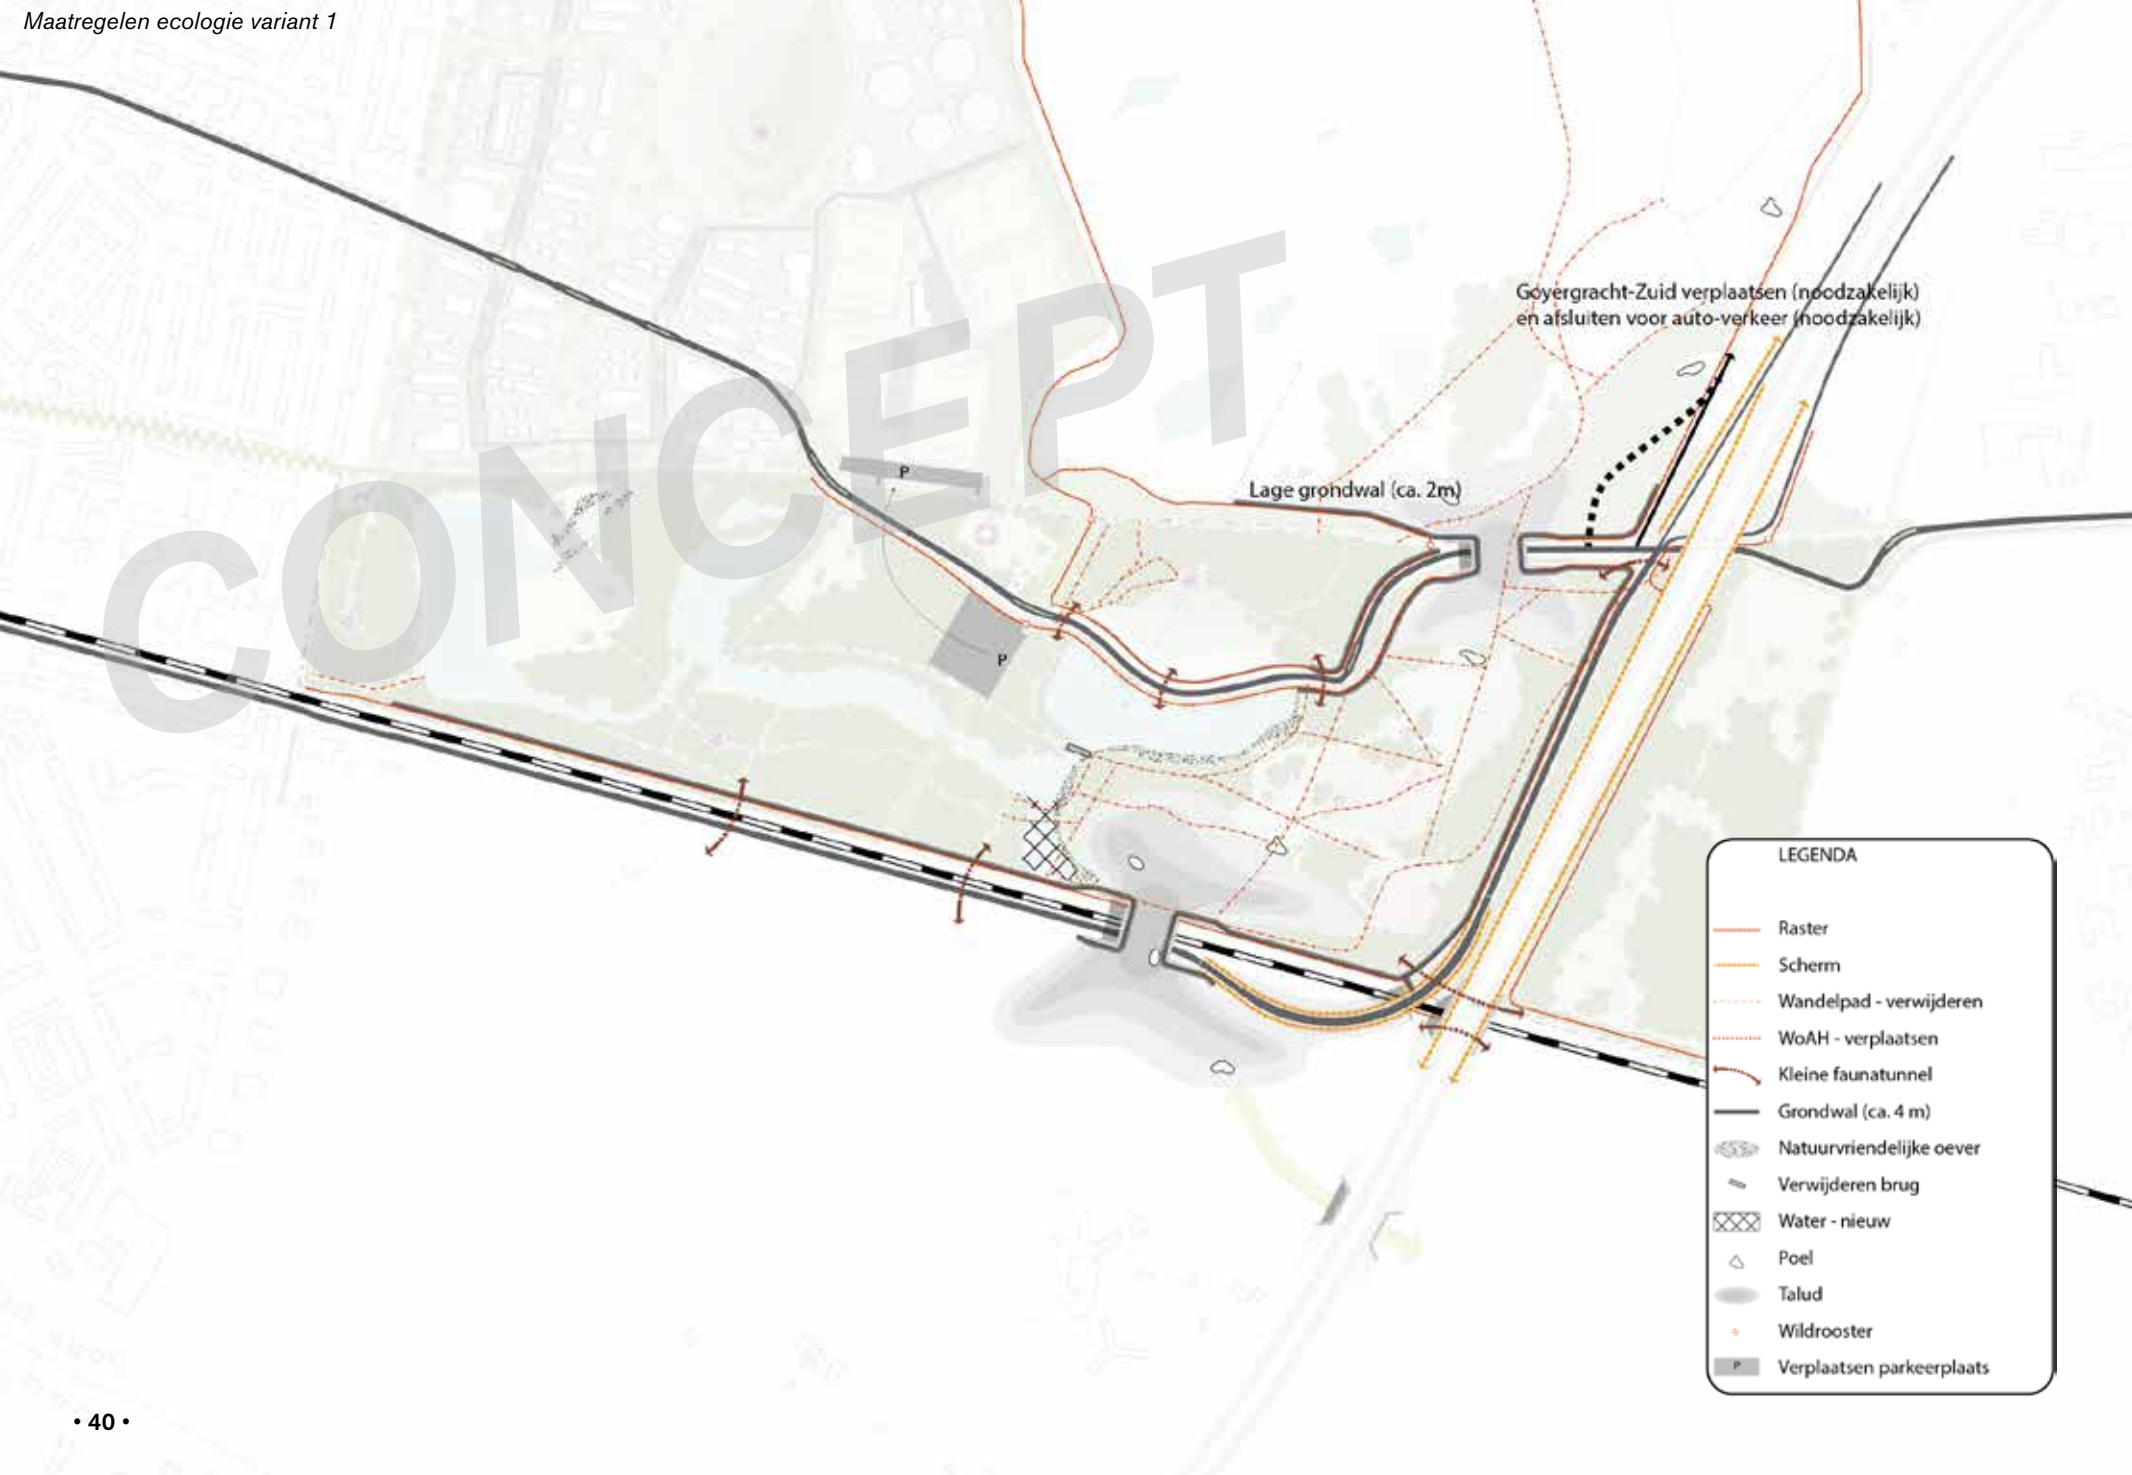 Maatregelen ecologie variant 1
CONCEPT
Goyergracht-Zuid verplaatsen (noodzakelijk)
en afsluiten voor auto-verkeer (noodzakelijk)
P
Lage grondwal (ca. 2m)
P
LEGENDA
Raster
Scherm
Wandelpad - verwijderen
WoAH - verplaatsen
Kleine faunatunnel
Grondwal (ca. 4 m)
Natuurvriendelijke oever
Verwijderen brug
Water - nieuw
Poel
Talud
Wildrooster
P Verplaatsen parkeerplaats
• 40 •